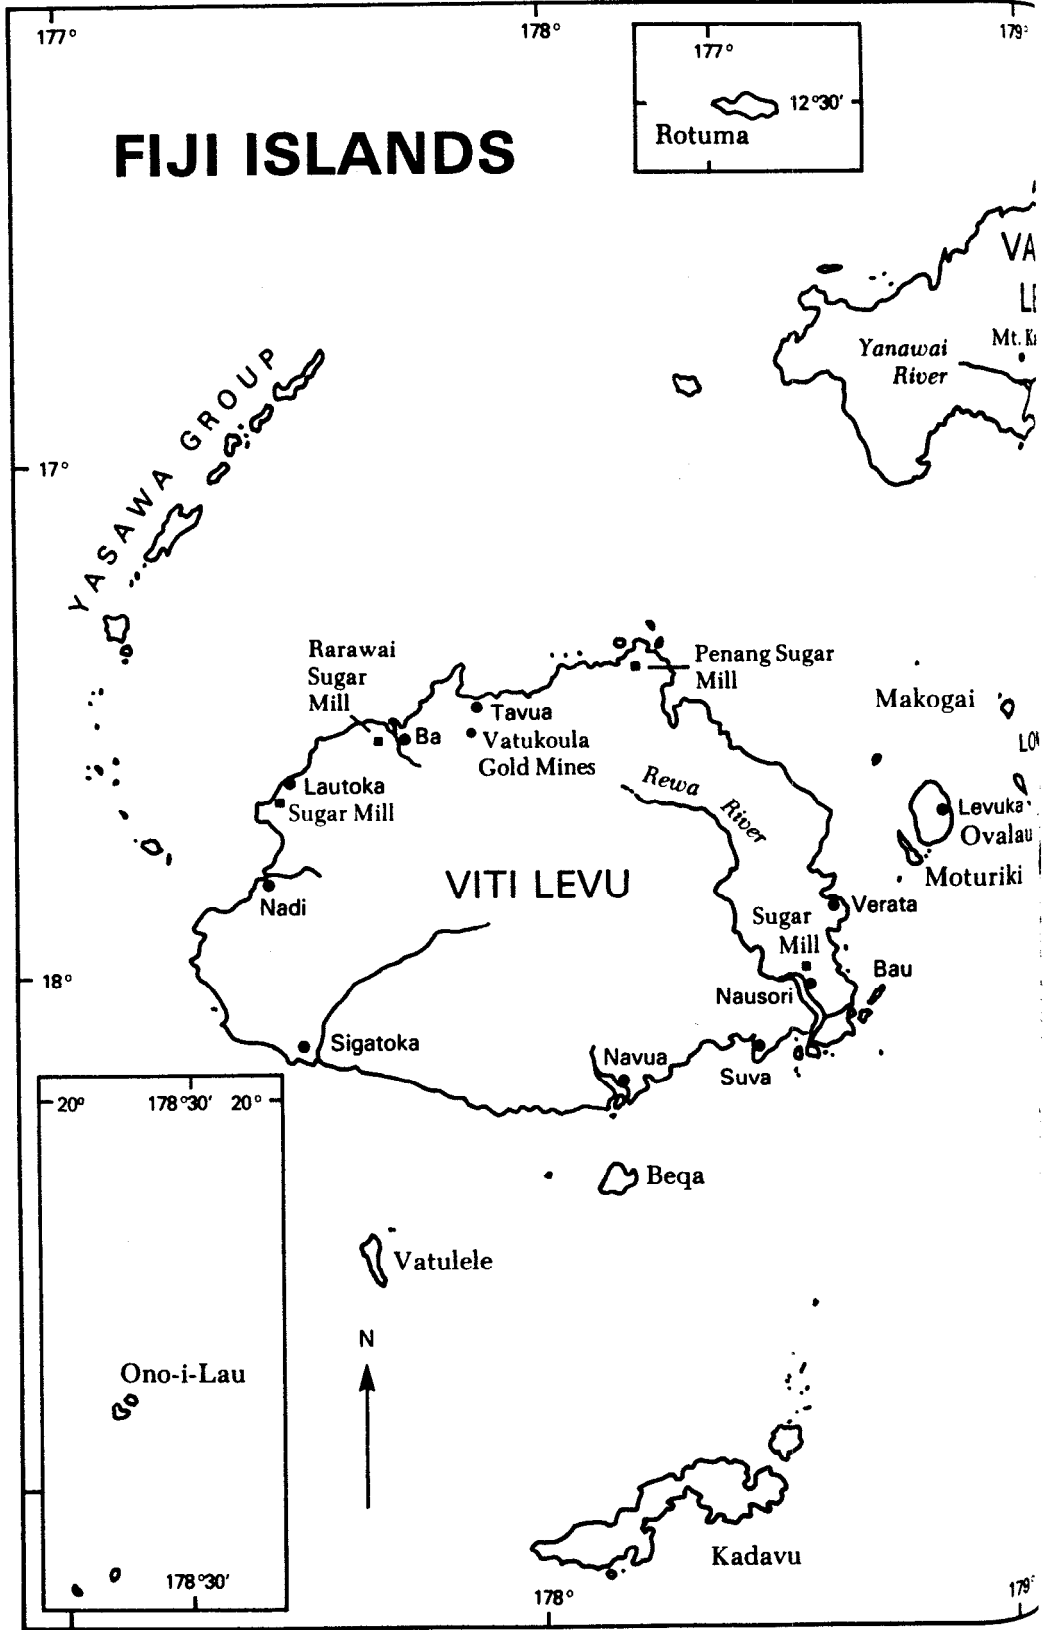 177°
178°
179°
177°
12°30'
Rotuma
FIJI ISLANDS
VA
Mt.
Yanawai
River
YASAWA GROUP
17°
Rarawai
Sugar
Mill
Penang Sugar
Mill
Makogai
Tavua
Ba
Vatukoula
Gold Mines
Lautoka
Sugar Mill
Rewa
River
Levuka
Ovalau
Moturiki
VITI LEVU
Nadi
Verata
Sugar
Mill
Bau
18°
Nausori
Sigatoka
Navua
Suva
20° 178°30' 20°
Beqa
Vatulele
N
Ono-i-Lau
Kadavu
178°30'
178°
179°